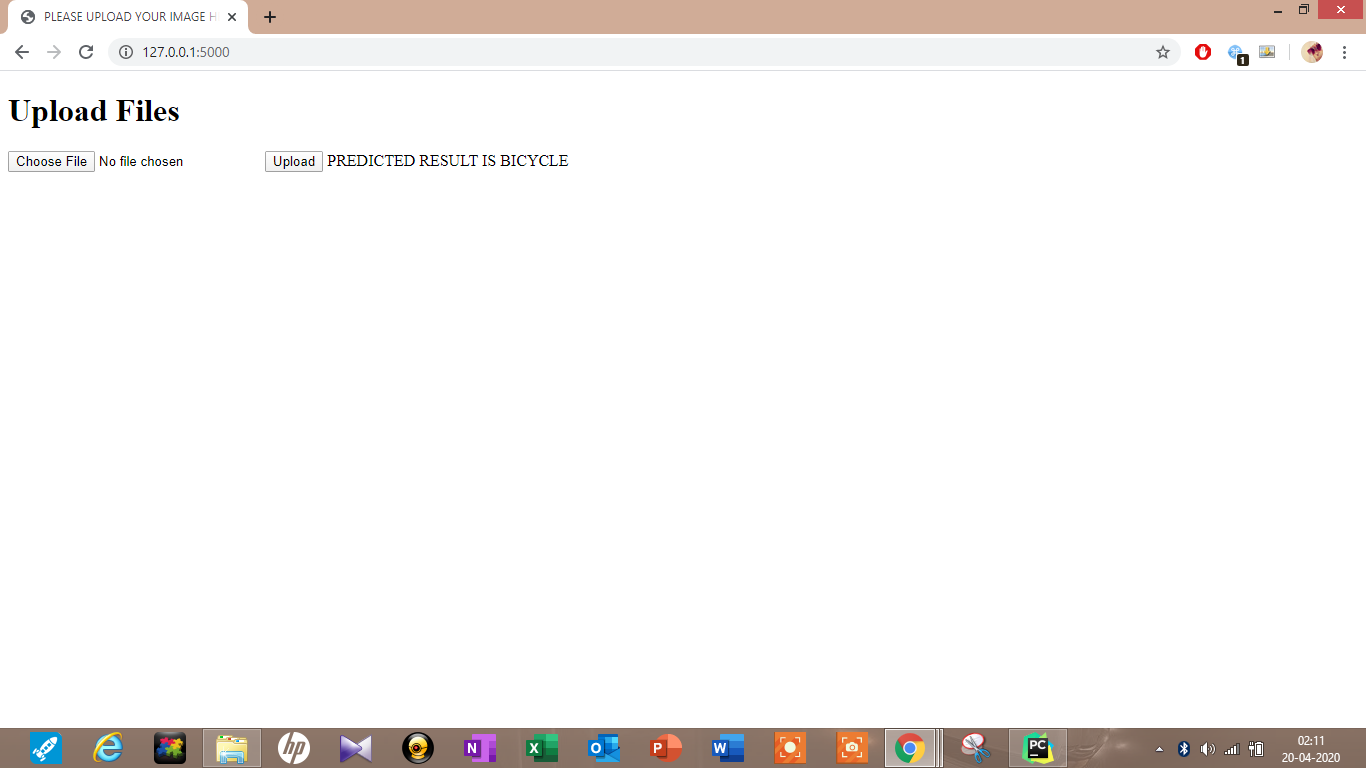 PLEASE UPLOAD YOUR IMAGE H
127.0.0.1:5000
1
Upload Files
Choose File No file chosen Upload PREDICTED RESULT IS BICYCLE
hp N X O P W PC
02:11
20-04-2020